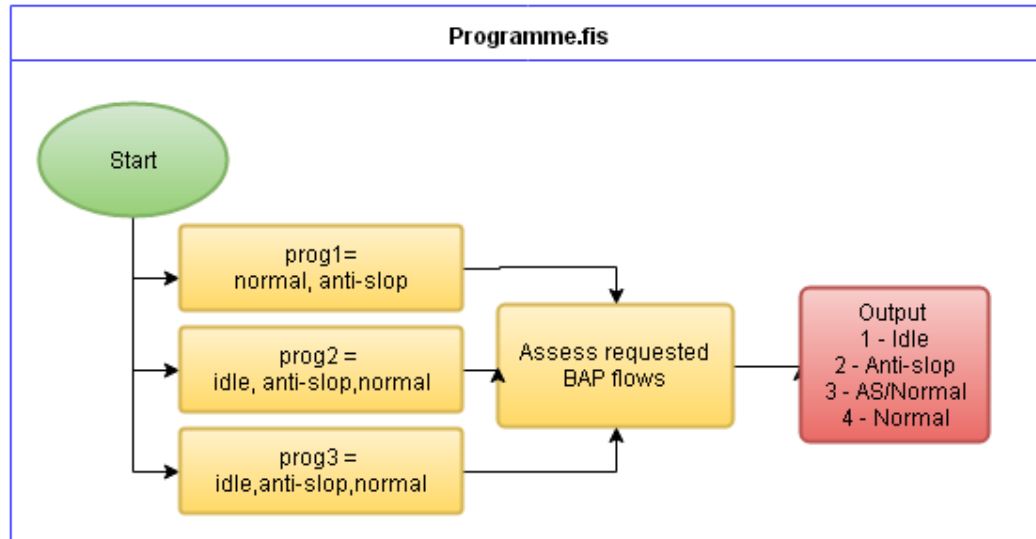 Programme.fis
Start
prog1=
normal, anti-slop
prog2 =
idle, anti-slop,normal
prog3 =
idle,anti-slop,normal
Assess requested
BAP flows
Output
1 - Idle
2 - Anti-slop
3 - AS/Normal
4 - Normal